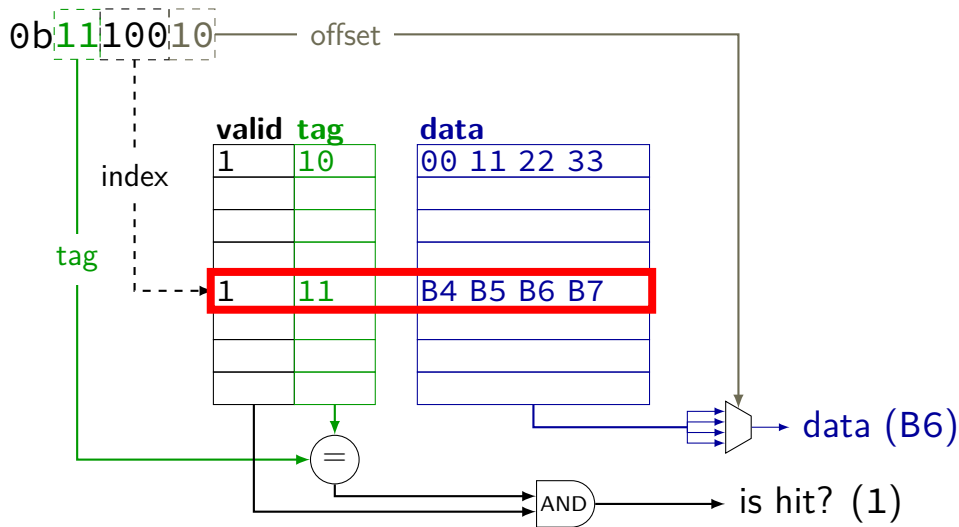 0b1110010
offset
valid tag data
1 10 00 11 22 33
index
tag
1 11 B4 B5 B6 B7
data (B6)
=
AND
is hit? (1)